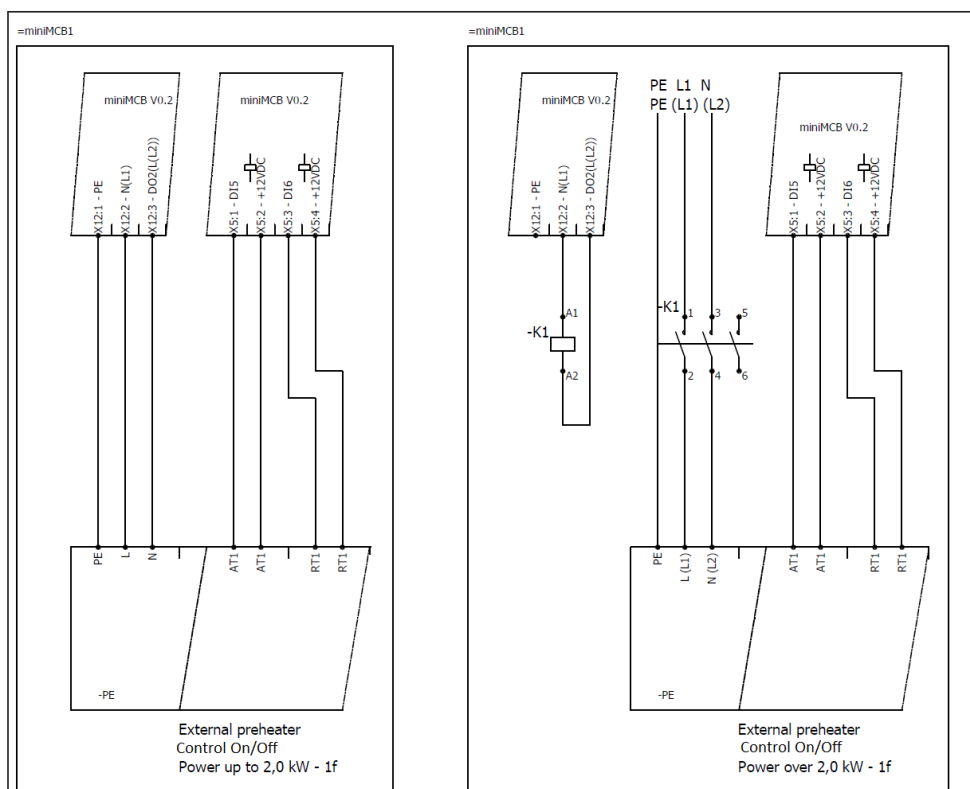 =miniMCB1
miniMCB V0.2
miniMCB V0.2
X12:1 - PE
X12:2 - N(L1)
X12:3 - DO2(L(L2))
X5:1 - DI5
X5:2 - +12VDC
X5:3 - DI6
X5:4 - +12VDC
PE
L
N
AT1
AT1
RT1
RT1
-PE
External preheater
Control On/Off
Power up to 2,0 kW - 1f
=miniMCB1
miniMCB V0.2
PE L1 N
PE (L1) (L2)
miniMCB V0.2
X12:1 - PE
X12:2 - N(L1)
X12:3 - DO2(L(L2))
X5:1 - DI5
X5:2 - +12VDC
X5:3 - DI6
X5:4 - +12VDC
-K1
A1
A2
-K1
1
3
5
2
4
6
PE
L (L1)
N (L2)
AT1
AT1
RT1
RT1
-PE
External preheater
Control On/Off
Power over 2,0 kW - 1f